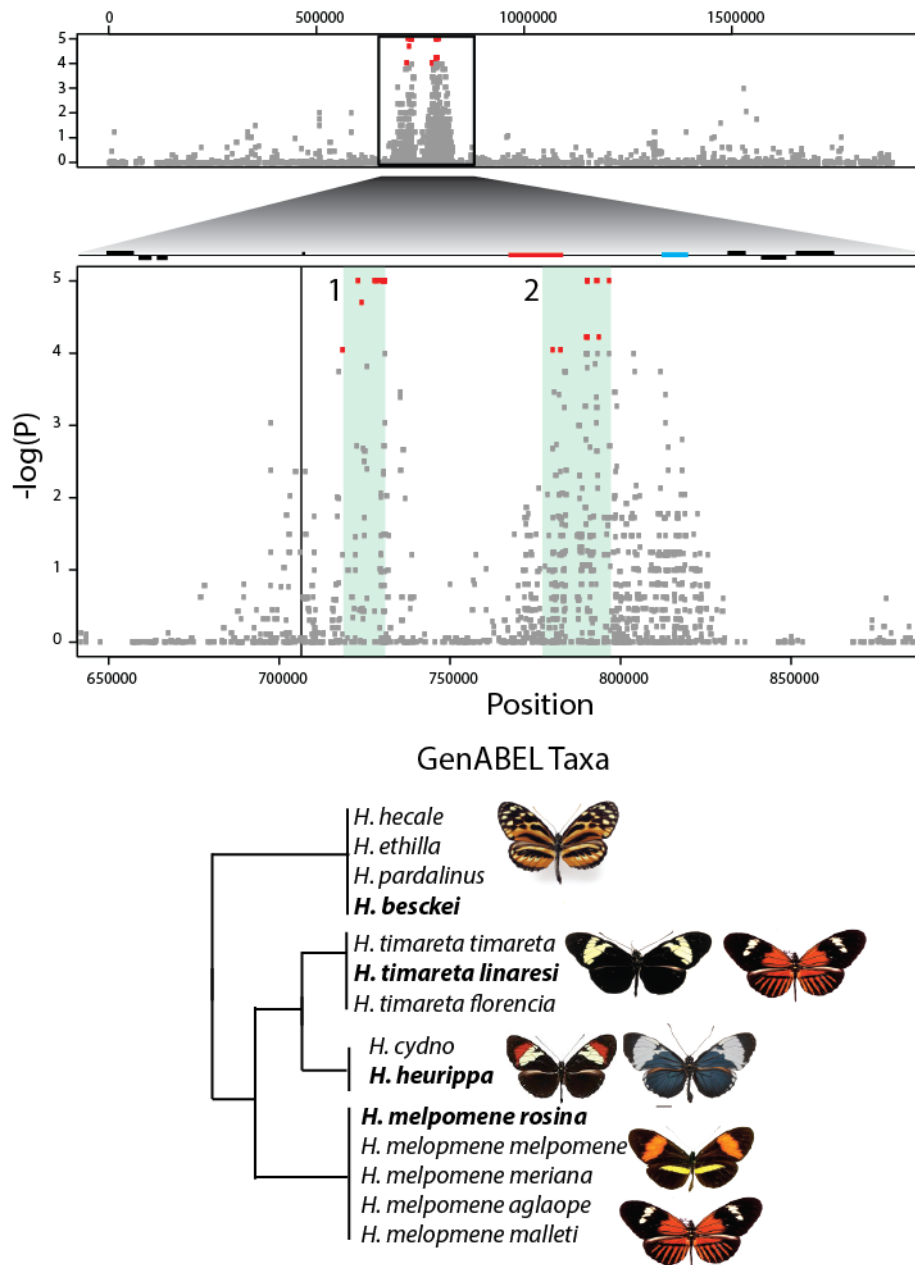 0 500000 1000000 1500000
5
4
3
2
1
0
5
4
3
2
1
0
1 2
-log(P)
650000 700000 750000 800000 850000
Position
GenABEL Taxa
H. hecale
H. ethilla
H. pardalinus
H. besckei
H. timareta timareta
H. timareta linaresi
H. timareta florencia
H. cydno
H. heurippa
H. melpomene rosina
H. melopmene melpomene
H. melpomene meriana
H. melpomene aglaope
H. melopmene malleti